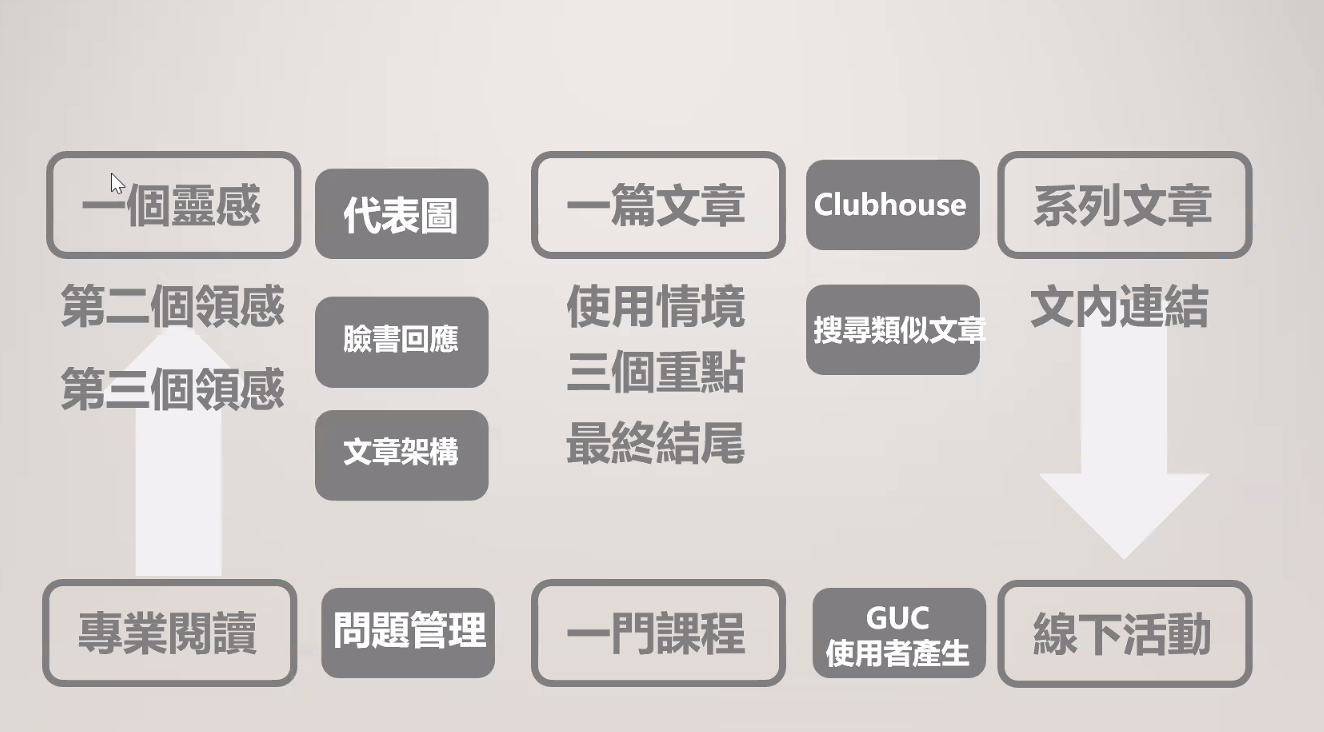 一個靈感
代表圖
一篇文章
Clubhouse
系列文章
第二個領感
臉書回應
使用情境
搜尋類似文章
文內連結
第三個領感
三個重點
文章架構
最終結尾
專業閱讀
問題管理
一門課程
GUC
使用者產生
線下活動